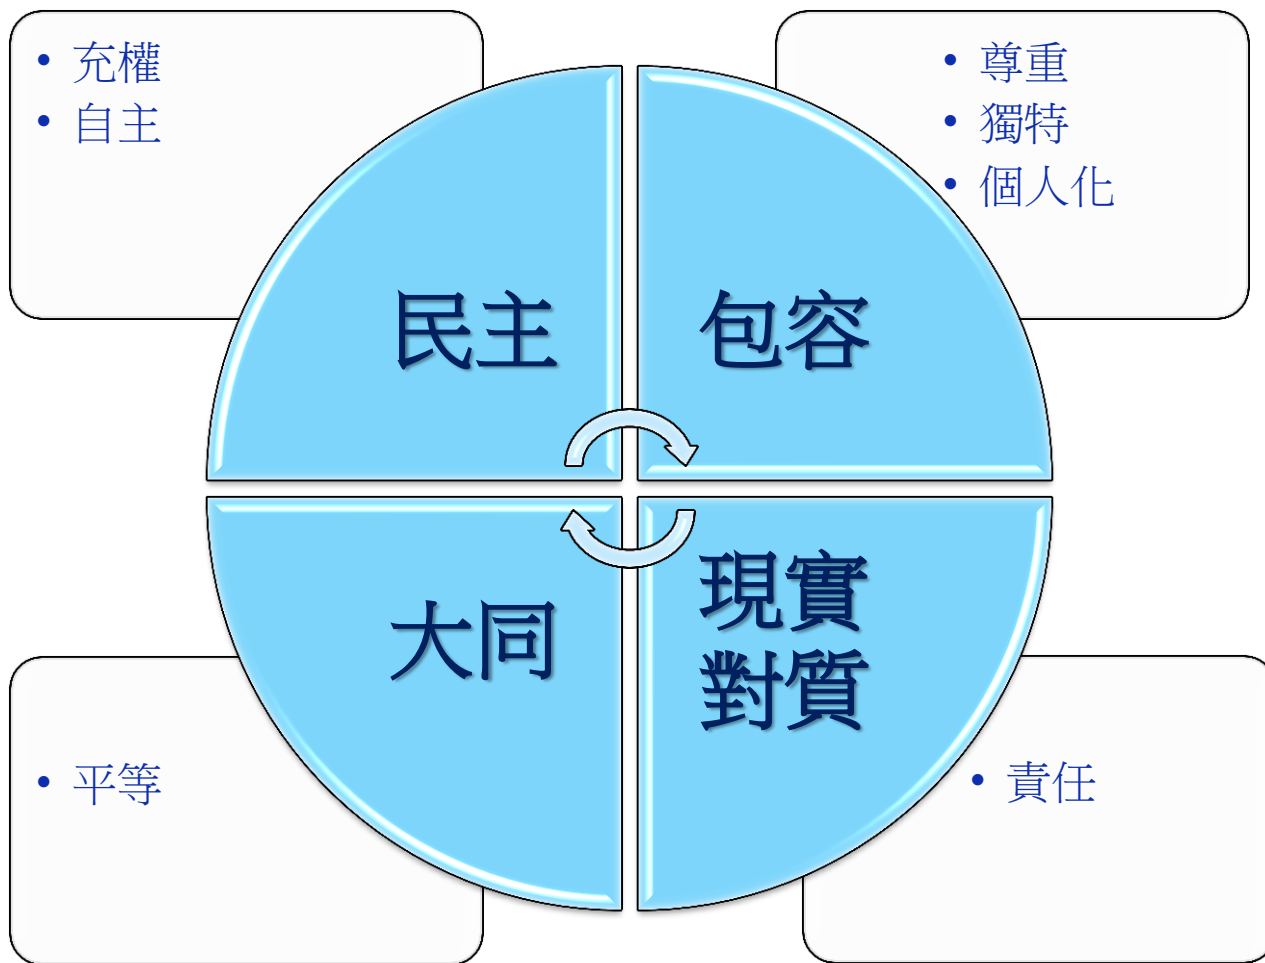 • 充權
• 自主
• 尊重
• 獨特
• 個人化
民主
包容
大同
現實
對質
• 平等
• 責任